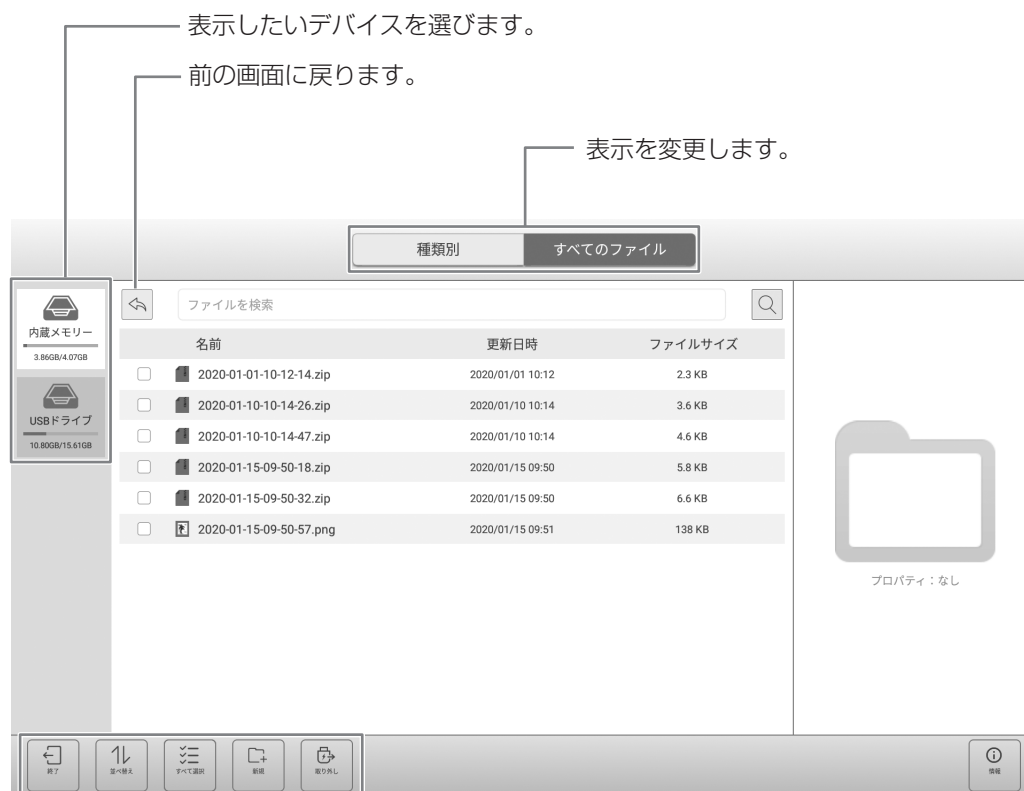 表示したいデバイスを選びます。
前の画面に戻ります。
表示を変更します。
種類別 すべてのファイル
内蔵メモリー
3.86GB/4.07GB
USBドライブ
10.80GB/15.61GB
ファイルを検索
名前 更新日時 ファイルサイズ
2020-01-01-10-12-14.zip 2020/01/01 10:12 2.3 KB
2020-01-10-10-14-26.zip 2020/01/10 10:14 3.6 KB
2020-01-10-10-14-47.zip 2020/01/10 10:14 4.6 KB
2020-01-15-09-50-18.zip 2020/01/15 09:50 5.8 KB
2020-01-15-09-50-32.zip 2020/01/15 09:50 6.6 KB
2020-01-15-09-50-57.png 2020/01/15 09:51 138 KB
プロパティ：なし
終了 並べ替え すべて選択 新規 取り外し 情報